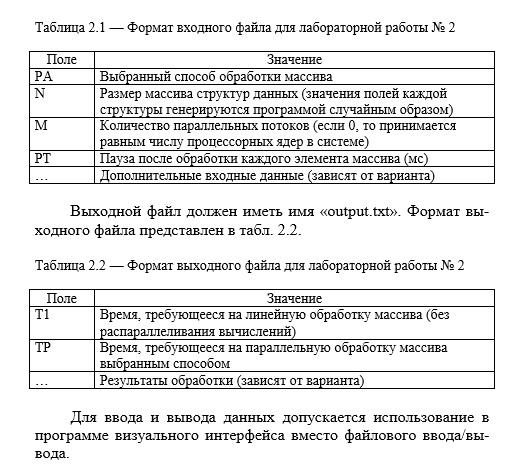 Таблица 2.1 — Формат входного файла для лабораторной работы № 2
Поле Значение
PA Выбранный способ обработки массива
N Размер массива структур данных (значения полей каждой
структуры генерируются программой случайным образом)
M Количество параллельных потоков (если 0, то принимается
равным числу процессорных ядер в системе)
PT Пауза после обработки каждого элемента массива (мс)
… Дополнительные входные данные (зависят от варианта)
Выходной файл должен иметь имя «output.txt». Формат вы-
ходного файла представлен в табл. 2.2.
Таблица 2.2 — Формат выходного файла для лабораторной работы № 2
Поле Значение
T1 Время, требующееся на линейную обработку массива (без
распараллеливания вычислений)
TP Время, требующееся на параллельную обработку массива
выбранным способом
… Результаты обработки (зависят от варианта)
Для ввода и вывода данных допускается использование в
программе визуального интерфейса вместо файлового ввода/вы-
вода.